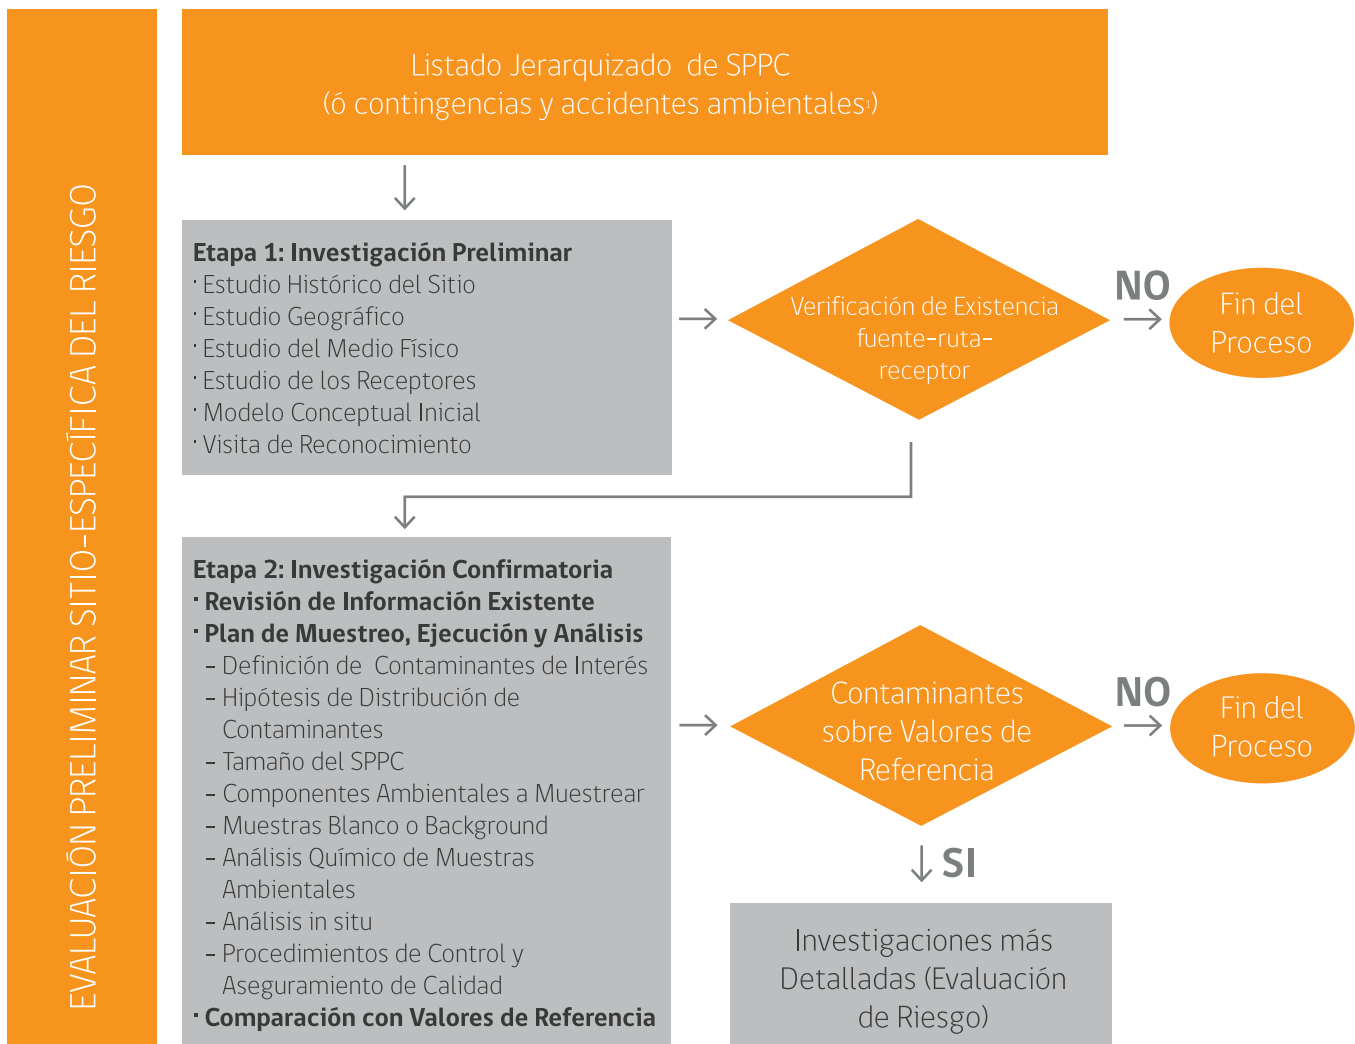 EVALUACIÓN PRELIMINAR SITIO-ESPECÍFICA DEL RIESGO
Listado Jerarquizado de SPPC
(ó contingencias y accidentes ambientales¹)
Etapa 1: Investigación Preliminar
· Estudio Histórico del Sitio
· Estudio Geográfico
· Estudio del Medio Físico
· Estudio de los Receptores
· Modelo Conceptual Inicial
· Visita de Reconocimiento
Verificación de Existencia
fuente-ruta-
receptor
NO
Fin del
Proceso
Etapa 2: Investigación Confirmatoria
· Revisión de Información Existente
· Plan de Muestreo, Ejecución y Análisis
- Definición de Contaminantes de Interés
- Hipótesis de Distribución de
Contaminantes
- Tamaño del SPPC
- Componentes Ambientales a Muestrear
- Muestras Blanco o Background
- Análisis Químico de Muestras
Ambientales
- Análisis in situ
- Procedimientos de Control y
Aseguramiento de Calidad
· Comparación con Valores de Referencia
Contaminantes
sobre Valores de
Referencia
NO
Fin del
Proceso
SI
Investigaciones más
Detalladas (Evaluación
de Riesgo)